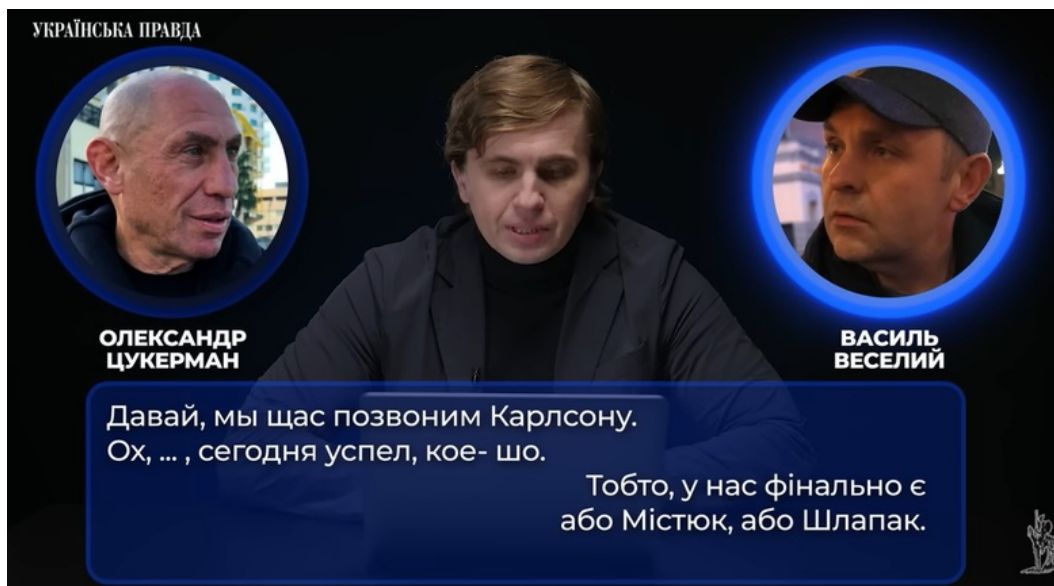 УКРАЇНСЬКА ПРАВДА
ОЛЕКСАНДР
ЦУКЕРМАН
ВАСИЛЬ
ВЕСЕЛИЙ
Давай, мы щас позвоним Карлсону.
Ох, ... , сегодня успел, кое- шо.
Тобто, у нас фінально є
або Містюк, або Шлапак.